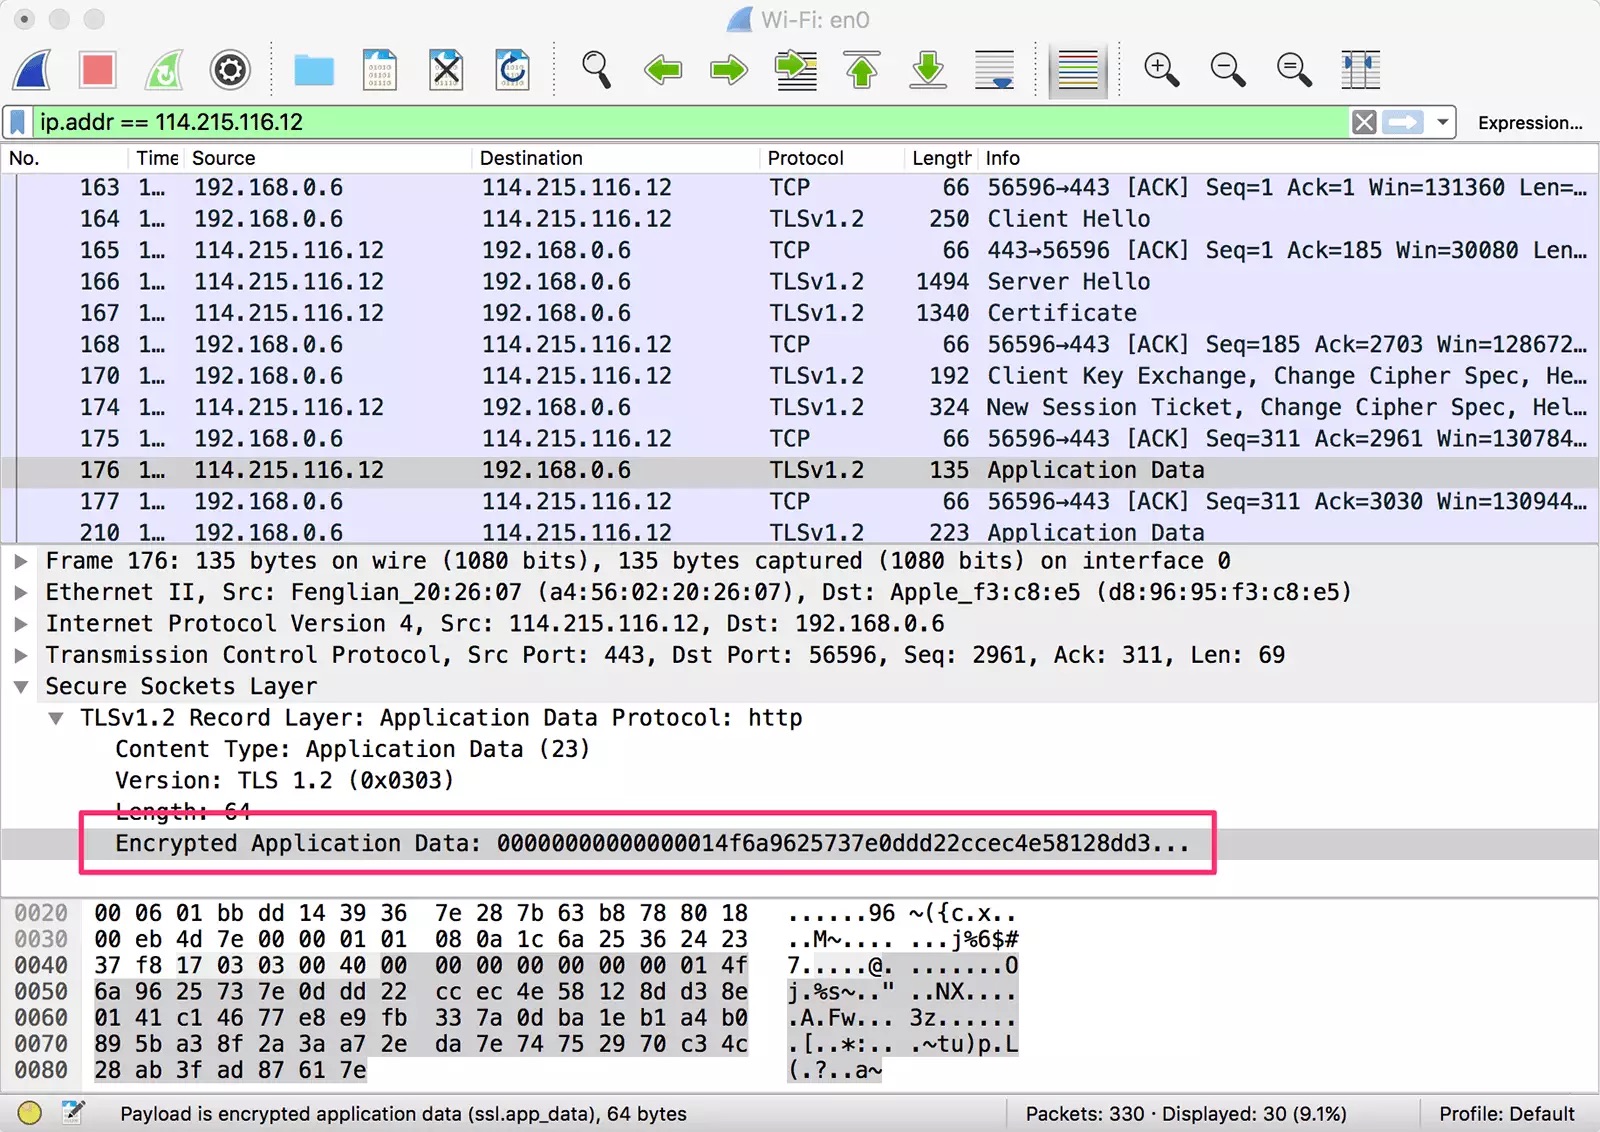 Wi-Fi: en0
ip.addr == 114.215.116.12 Expression...
No. Time Source Destination Protocol Length Info
163 1... 192.168.0.6 114.215.116.12 TCP 66 56596→443 [ACK] Seq=1 Ack=1 Win=131360 Len=...
164 1... 192.168.0.6 114.215.116.12 TLSv1.2 250 Client Hello
165 1... 114.215.116.12 192.168.0.6 TCP 66 443→56596 [ACK] Seq=1 Ack=185 Win=30080 Len...
166 1... 114.215.116.12 192.168.0.6 TLSv1.2 1494 Server Hello
167 1... 114.215.116.12 192.168.0.6 TLSv1.2 1340 Certificate
168 1... 192.168.0.6 114.215.116.12 TCP 66 56596→443 [ACK] Seq=185 Ack=2703 Win=128672...
170 1... 192.168.0.6 114.215.116.12 TLSv1.2 192 Client Key Exchange, Change Cipher Spec, He...
174 1... 114.215.116.12 192.168.0.6 TLSv1.2 324 New Session Ticket, Change Cipher Spec, Hel...
175 1... 192.168.0.6 114.215.116.12 TCP 66 56596→443 [ACK] Seq=311 Ack=2961 Win=130784...
176 1... 114.215.116.12 192.168.0.6 TLSv1.2 135 Application Data
177 1... 192.168.0.6 114.215.116.12 TCP 66 56596→443 [ACK] Seq=311 Ack=3030 Win=130944...
210 1... 192.168.0.6 114.215.116.12 TLSv1.2 223 Application Data
Frame 176: 135 bytes on wire (1080 bits), 135 bytes captured (1080 bits) on interface 0
Ethernet II, Src: Fenglian_20:26:07 (a4:56:02:20:26:07), Dst: Apple_f3:c8:e5 (d8:96:95:f3:c8:e5)
Internet Protocol Version 4, Src: 114.215.116.12, Dst: 192.168.0.6
Transmission Control Protocol, Src Port: 443, Dst Port: 56596, Seq: 2961, Ack: 311, Len: 69
Secure Sockets Layer
TLSv1.2 Record Layer: Application Data Protocol: http
Content Type: Application Data (23)
Version: TLS 1.2 (0x0303)
Length: 64
Encrypted Application Data: 00000000000000014f6a9625737e0ddd22ccec4e58128dd3...
0020 00 06 01 bb dd 14 39 36 7e 28 7b 63 b8 78 80 18 ......96 ~({c.x..
0030 00 eb 4d 7e 00 00 01 01 08 0a 1c 6a 25 36 24 23 ..M~.... ...j%6$#
0040 37 f8 17 03 03 00 40 00 00 00 00 00 00 00 01 4f 7.....@. .......O
0050 6a 96 25 73 7e 0d dd 22 cc ec 4e 58 12 8d d3 8e j.%s~.." ..NX....
0060 01 41 c1 46 77 e8 e9 fb 33 7a 0d ba 1e b1 a4 b0 .A.Fw... 3z......
0070 89 5b a3 8f 2a 3a a7 2e da 7e 74 75 29 70 c3 4c .[..*:.. .~tu)p.L
0080 28 ab 3f ad 87 61 7e (.?..a~
Payload is encrypted application data (ssl.app_data), 64 bytes Packets: 330 · Displayed: 30 (9.1%) Profile: Default